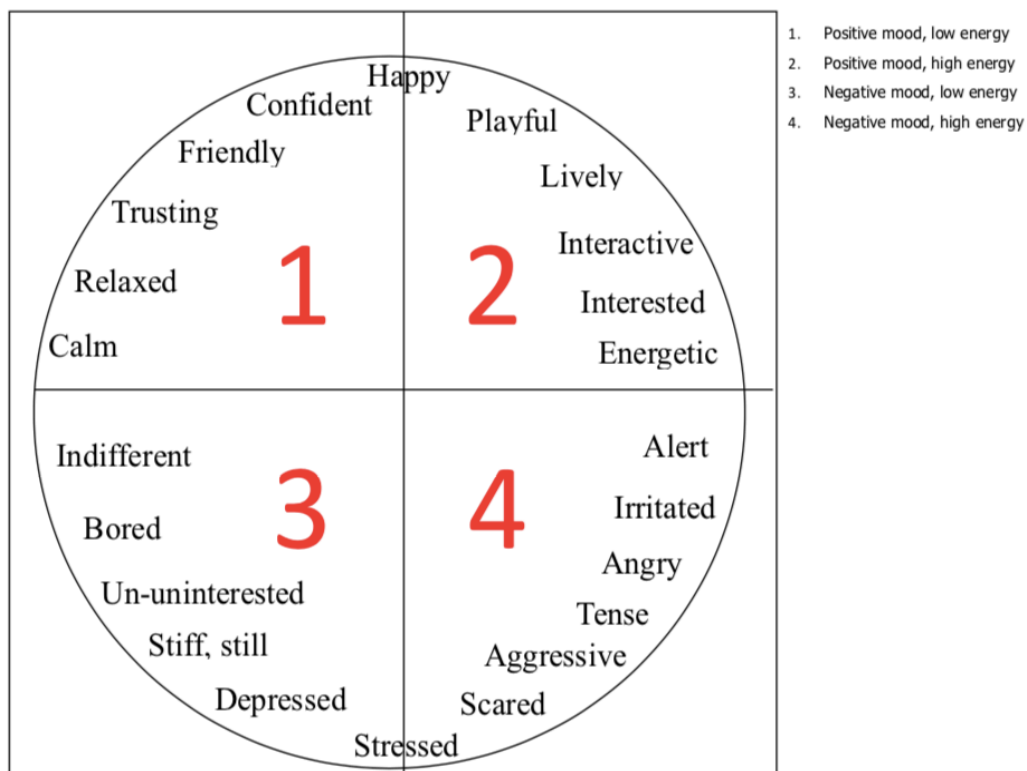 Happy
Confident
Playful
Friendly
Lively
Trusting
Interactive
Relaxed
1
2
Interested
Calm
Energetic
Indifferent
Alert
Bored
3
4
Irritated
Angry
Un-uninterested
Tense
Stiff, still
Aggressive
Depressed
Scared
Stressed
1. Positive mood, low energy
2. Positive mood, high energy
3. Negative mood, low energy
4. Negative mood, high energy